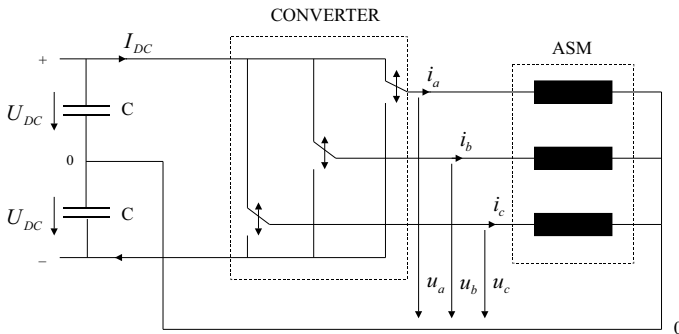 CONVERTER
I_DC
ASM
+
i_a
U_DC
C
i_b
0
i_c
U_DC
C
–
u_a u_b u_c
0